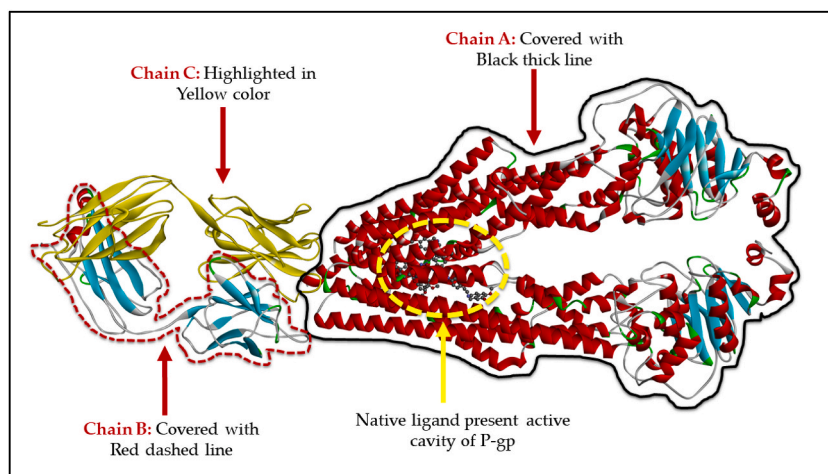 Chain A: Covered with
Black thick line
Chain C: Highlighted in
Yellow color
Chain B: Covered with
Red dashed line
Native ligand present active
cavity of P-gp